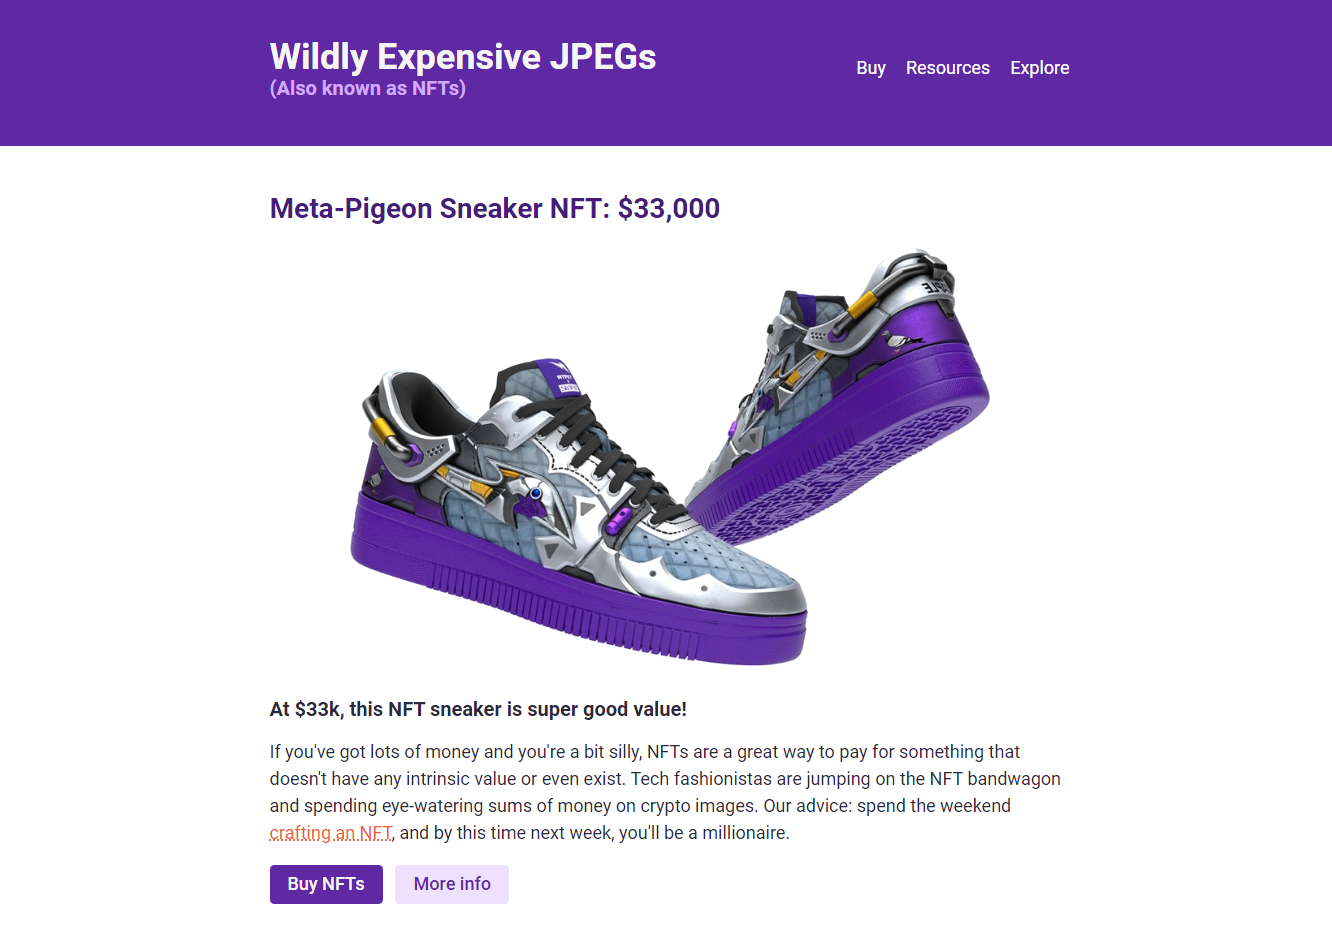 Wildly Expensive JPEGs
(Also known as NFTs)
Buy Resources Explore
Meta-Pigeon Sneaker NFT: $33,000
At $33k, this NFT sneaker is super good value!
If you've got lots of money and you're a bit silly, NFTs are a great way to pay for something that
doesn't have any intrinsic value or even exist. Tech fashionistas are jumping on the NFT bandwagon
and spending eye-watering sums of money on crypto images. Our advice: spend the weekend
crafting an NFT, and by this time next week, you'll be a millionaire.
Buy NFTs More info